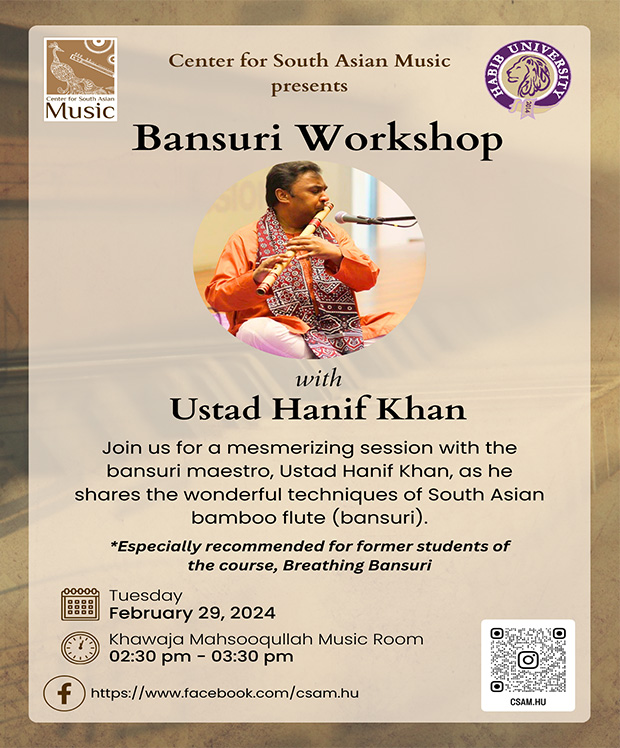 Center for South Asian
Music
Center for South Asian Music
presents
HABIB UNIVERSITY
2014
Bansuri Workshop
with
Ustad Hanif Khan
Join us for a mesmerizing session with the
bansuri maestro, Ustad Hanif Khan, as he
shares the wonderful techniques of South Asian
bamboo flute (bansuri).
*Especially recommended for former students of
the course, Breathing Bansuri
Tuesday
February 29, 2024
Khawaja Mahsooqullah Music Room
02:30 pm - 03:30 pm
https://www.facebook.com/csam.hu
CSAM.HU